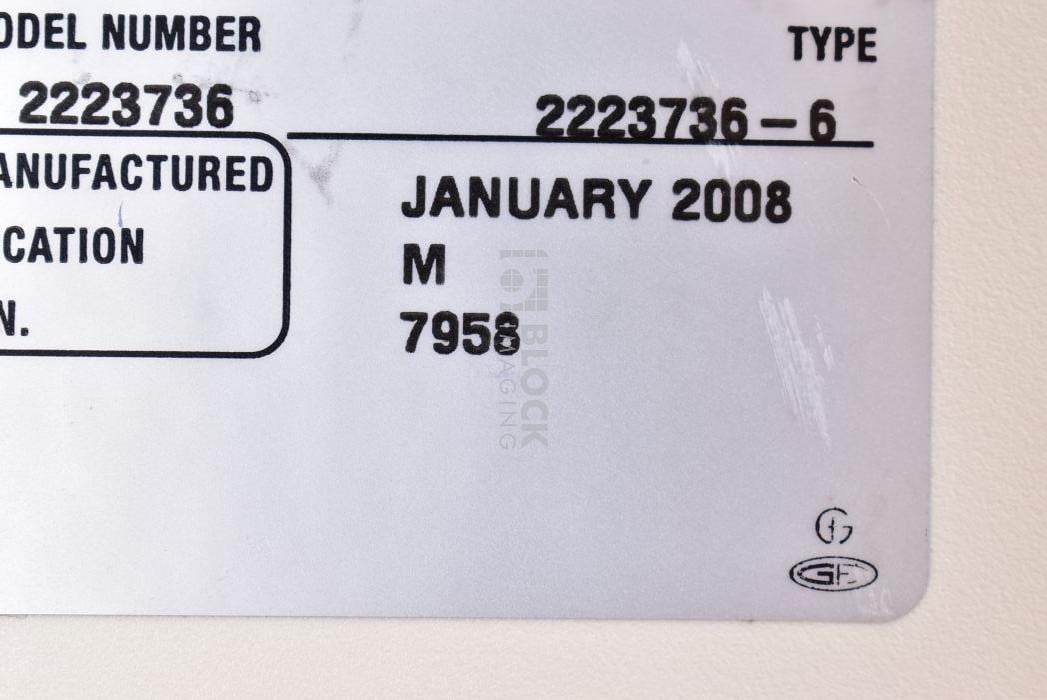 ODEL NUMBER TYPE
2223736 2223736-6
ANUFACTURED JANUARY 2008
CATION M
N. 7958
BLOCK
IMAGING
GE